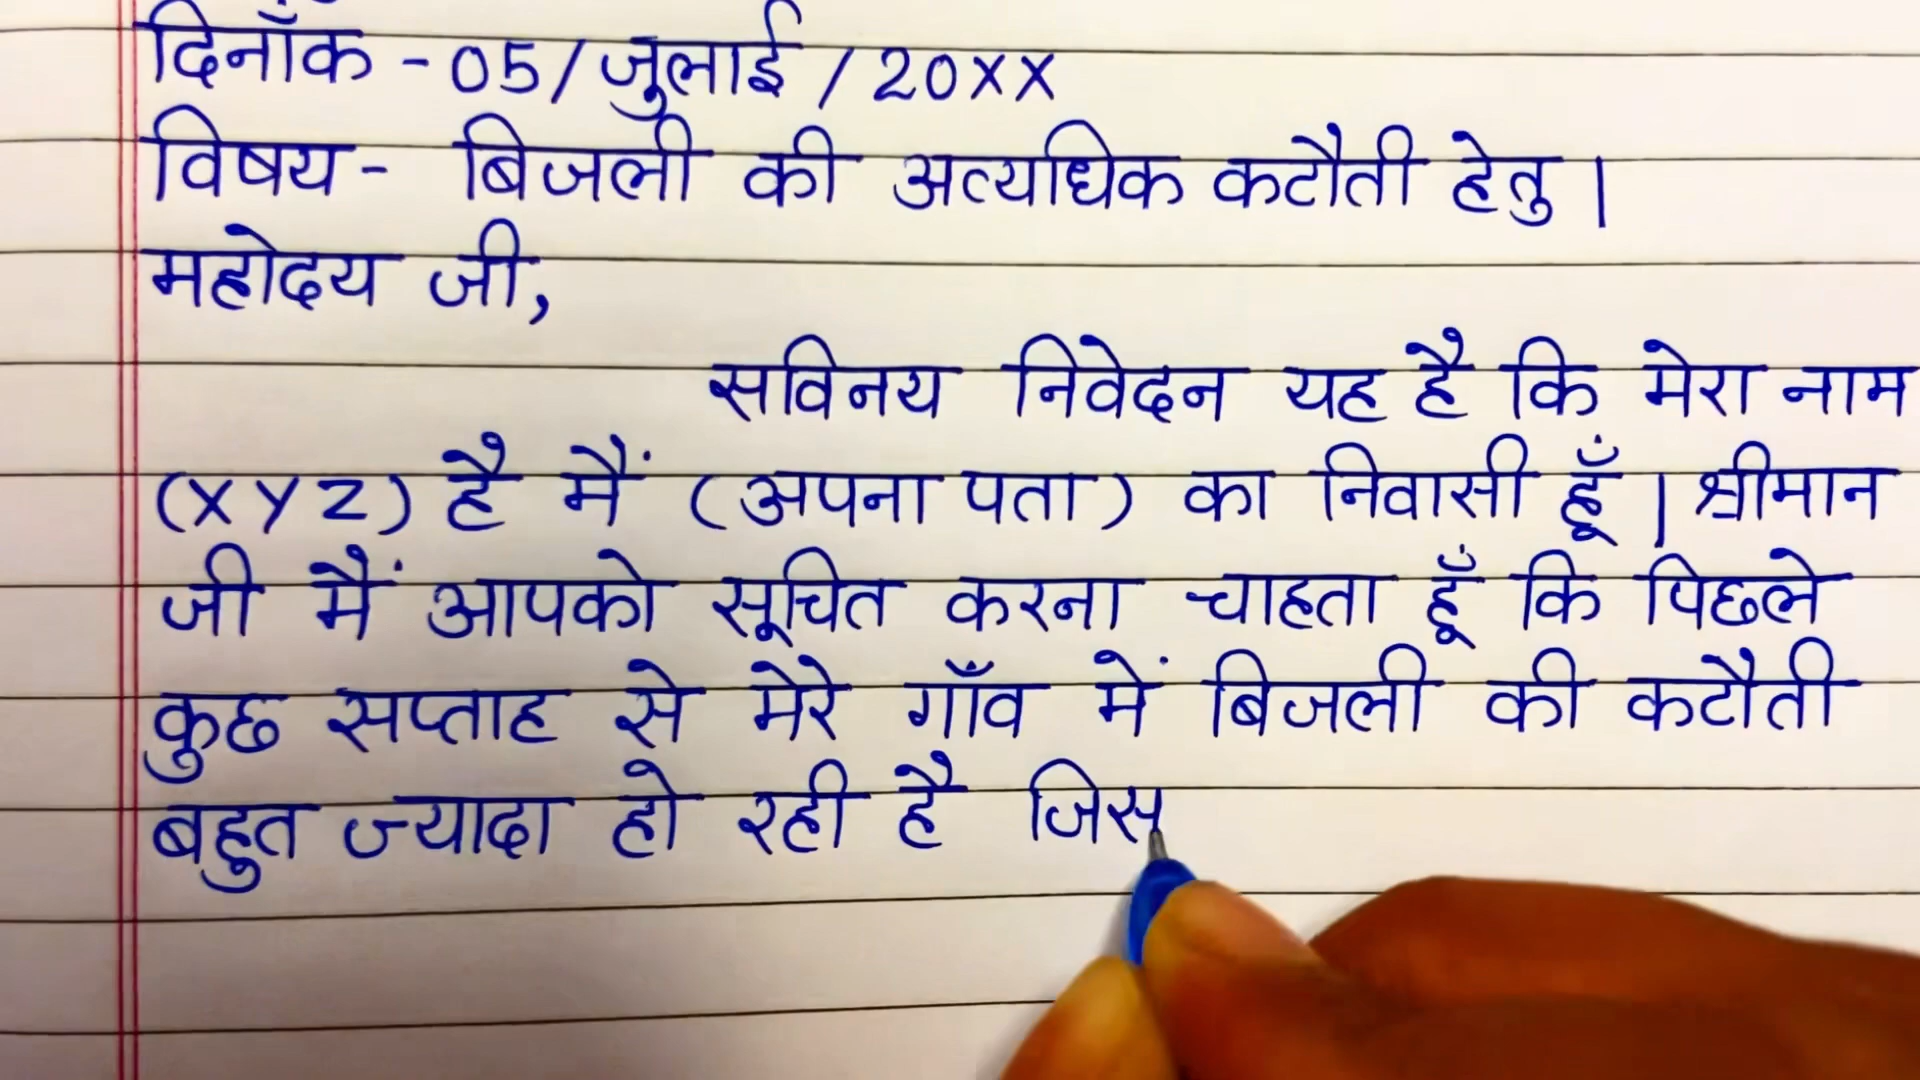 दिनाँक - 05/जुलाई/20XX
विषय - बिजली की अत्यधिक कटौती हेतु।
महोदय जी,
सविनय निवेदन यह है कि मेरा नाम
(XYZ) है मैं (अपना पता) का निवासी हूँ। श्रीमान
जी मैं आपको सूचित करना चाहता हूँ कि पिछले
कुछ सप्ताह से मेरे गाँव में बिजली की कटौती
बहुत ज्यादा हो रही है जिस